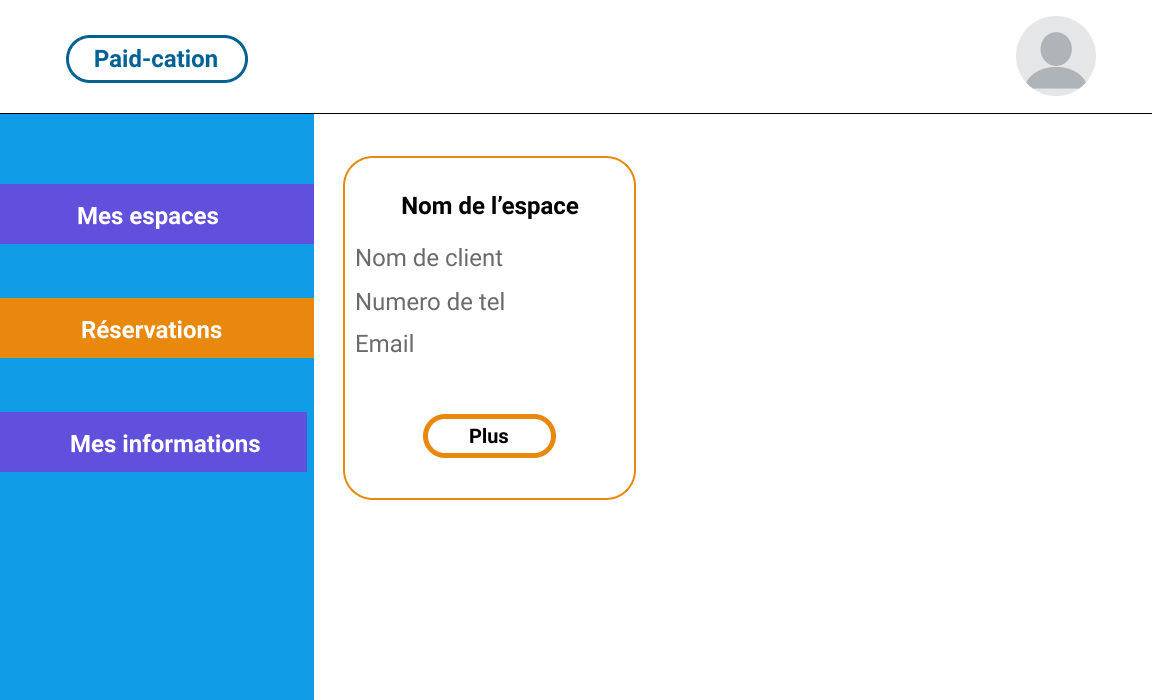 Paid-cation
Mes espaces
Réservations
Mes informations
Nom de l’espace
Nom de client
Numero de tel
Email
Plus